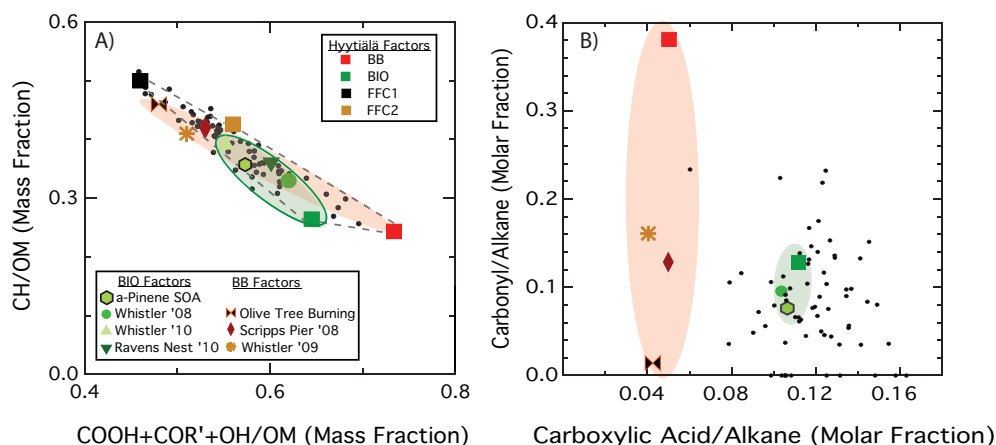 A)
CH/OM (Mass Fraction)
0.6
0.3
0.0
0.4
0.6
0.8
COOH+COR'+OH/OM (Mass Fraction)
Hyytiälä Factors
BB
BIO
FFC1
FFC2
BIO Factors
a-Pinene SOA
Whistler '08
Whistler '10
Ravens Nest '10
BB Factors
Olive Tree Burning
Scripps Pier '08
Whistler '09
B)
Carbonyl/Alkane (Molar Fraction)
0.4
0.3
0.2
0.1
0.0
0.04
0.08
0.12
0.16
Carboxylic Acid/Alkane (Molar Fraction)